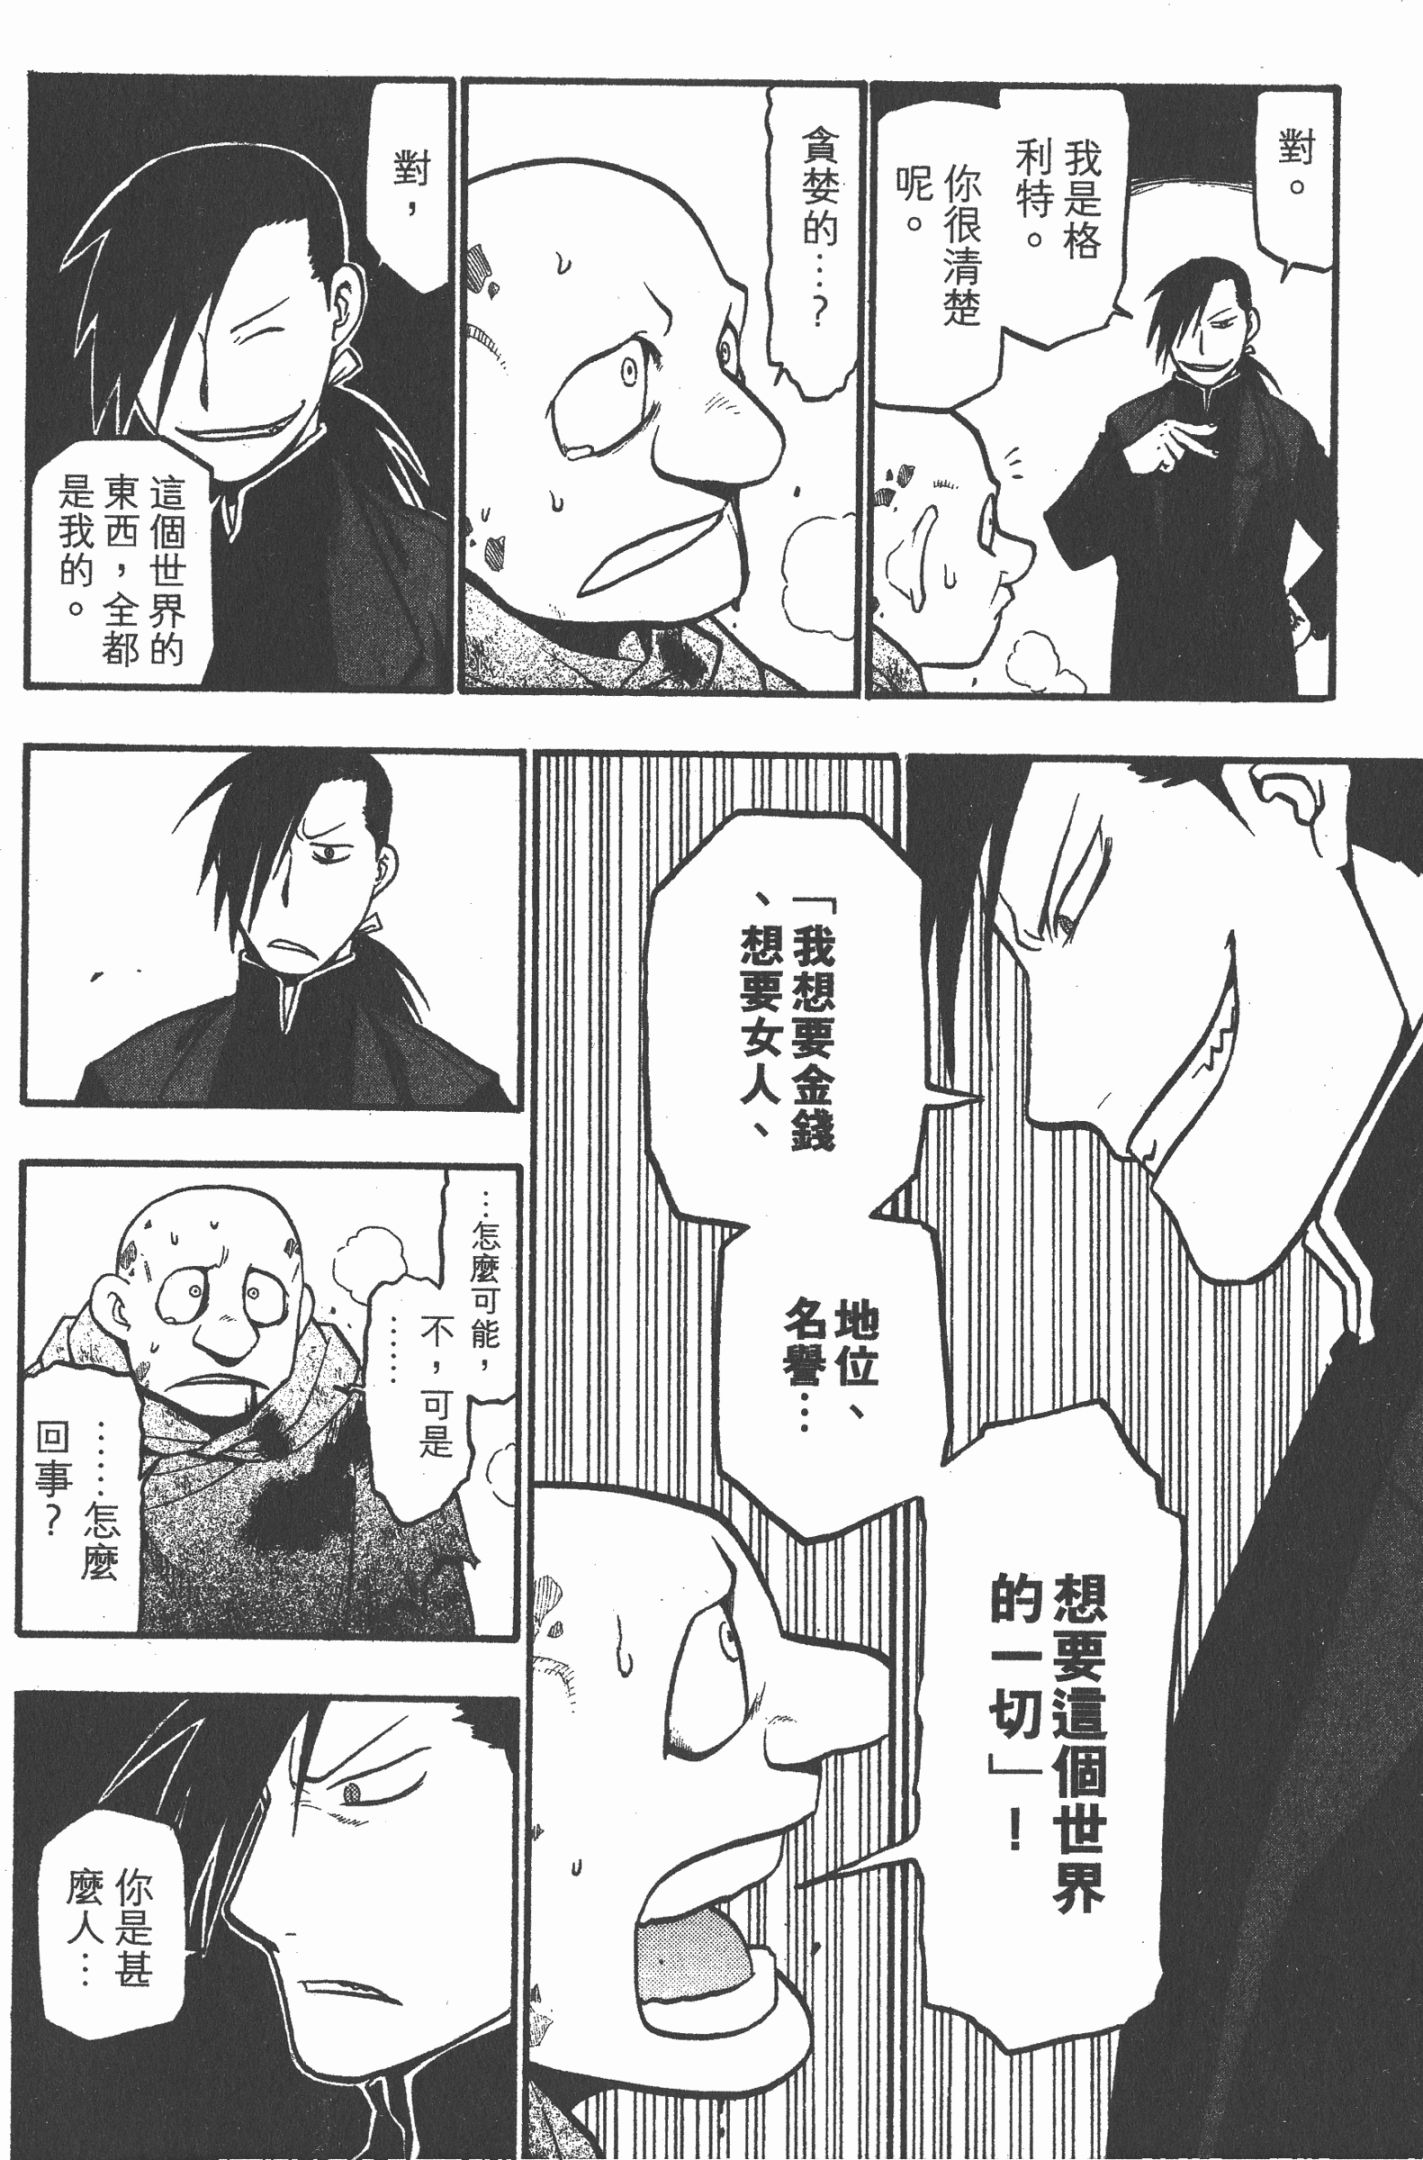 對。
我是格
利特。
你很清楚
呢。
貪婪的…?
對，
這個世界的
東西，全都
是我的。
「我想要金錢
、想要女人、
地位、
名譽…
想要這個世界
的一切」!
…怎麼可能，
不，可是
……
……怎麼
回事?
你是甚
麼人…